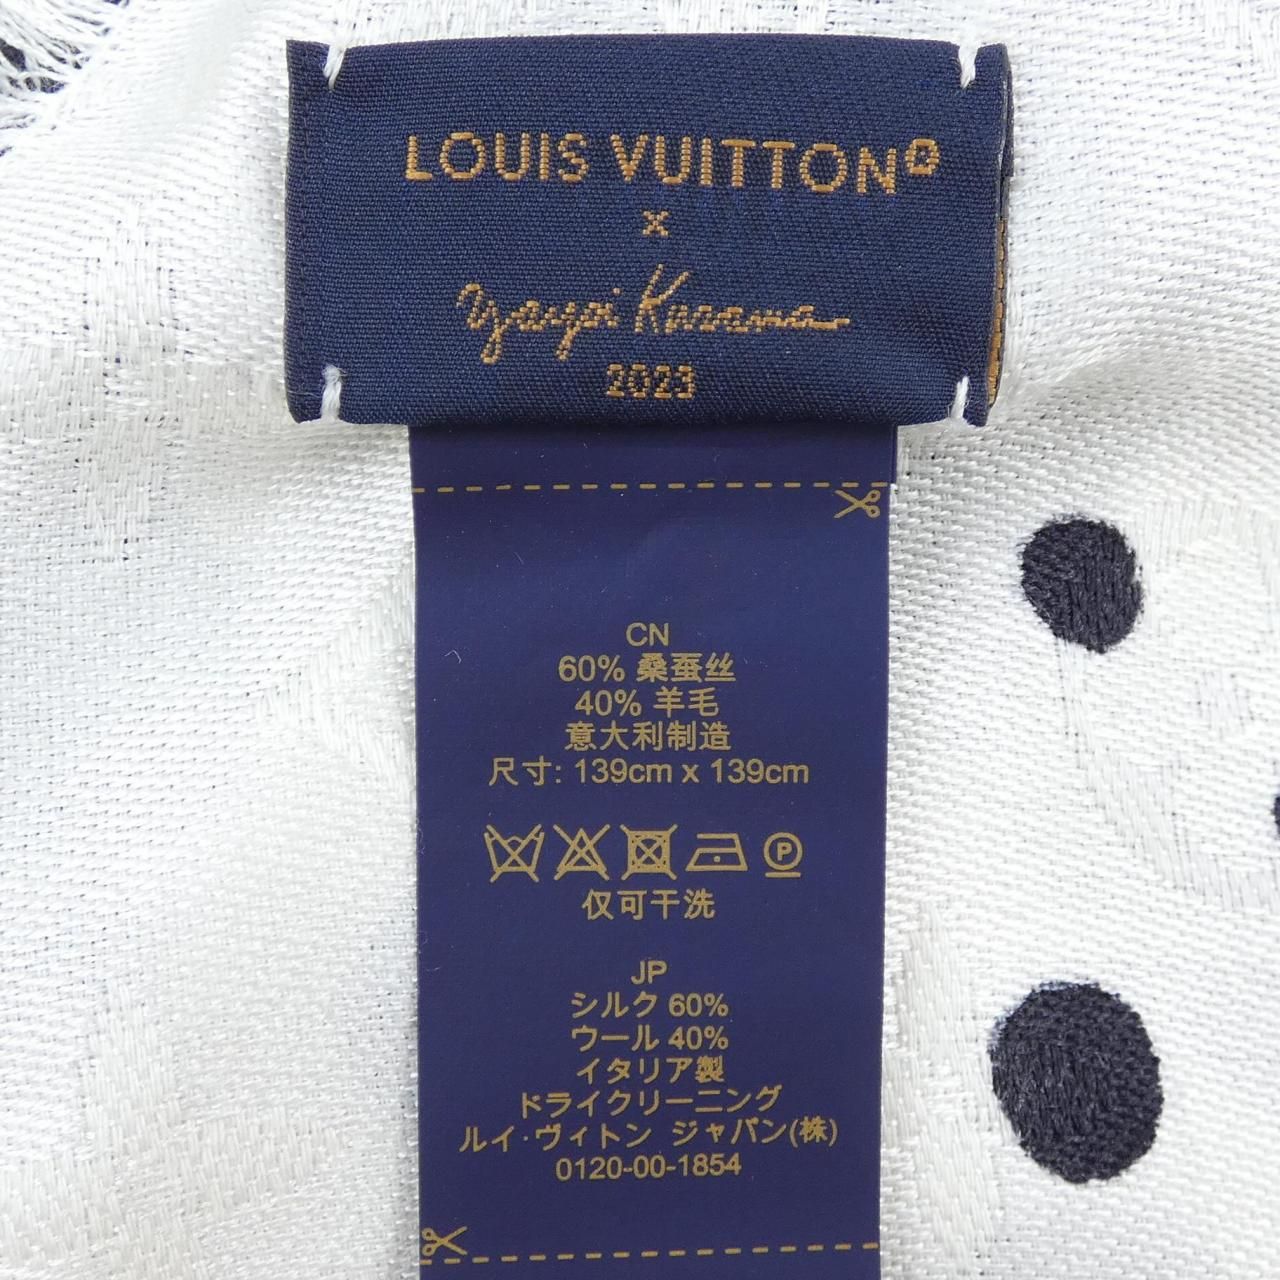 LOUIS VUITTON®
x
Yayoi Kusama
2023
CN
60% 桑蚕丝
40% 羊毛
意大利制造
尺寸: 139cm x 139cm
P
仅可干洗
JP
シルク 60%
ウール 40%
イタリア製
ドライクリーニング
ルイ・ヴィトン ジャパン(株)
0120-00-1854